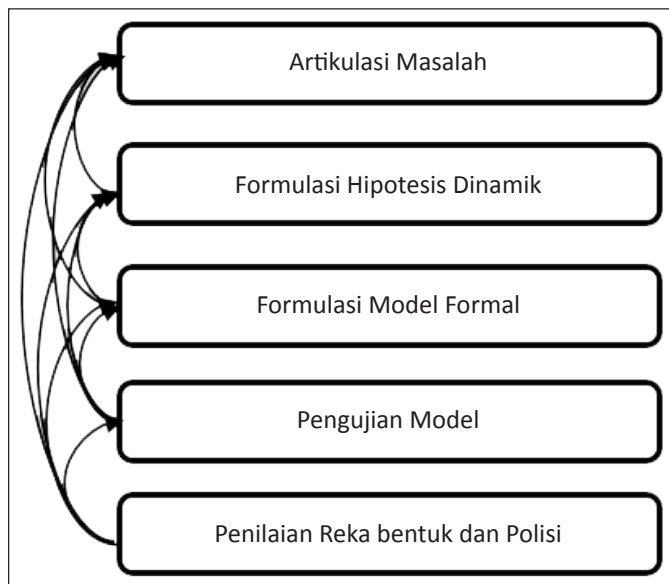 Artikulasi Masalah
Formulasi Hipotesis Dinamik
Formulasi Model Formal
Pengujian Model
Penilaian Reka bentuk dan Polisi